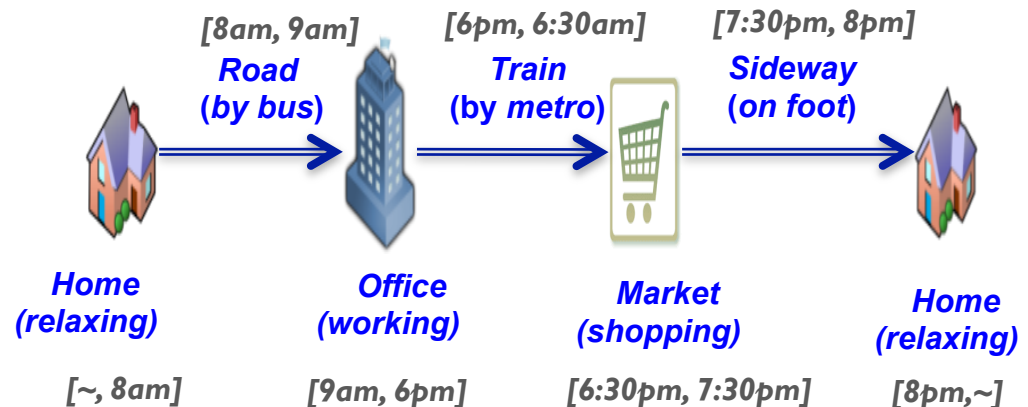 [8am, 9am]
Road
(by bus)
[6pm, 6:30am]
Train
(by metro)
[7:30pm, 8pm]
Sideway
(on foot)
Home
(relaxing)
Office
(working)
Market
(shopping)
Home
(relaxing)
[~, 8am]
[9am, 6pm]
[6:30pm, 7:30pm]
[8pm,~]